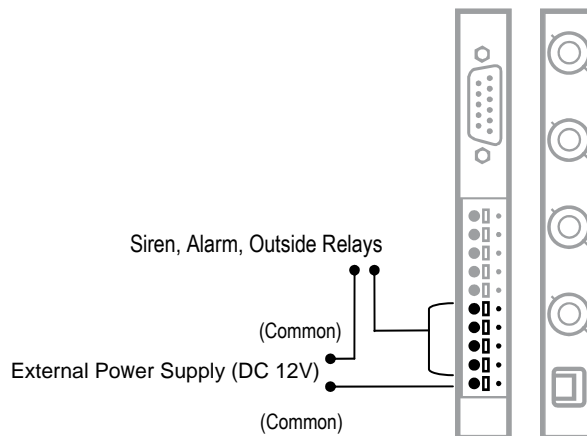 Siren, Alarm, Outside Relays
(Common)
External Power Supply (DC 12V)
(Common)